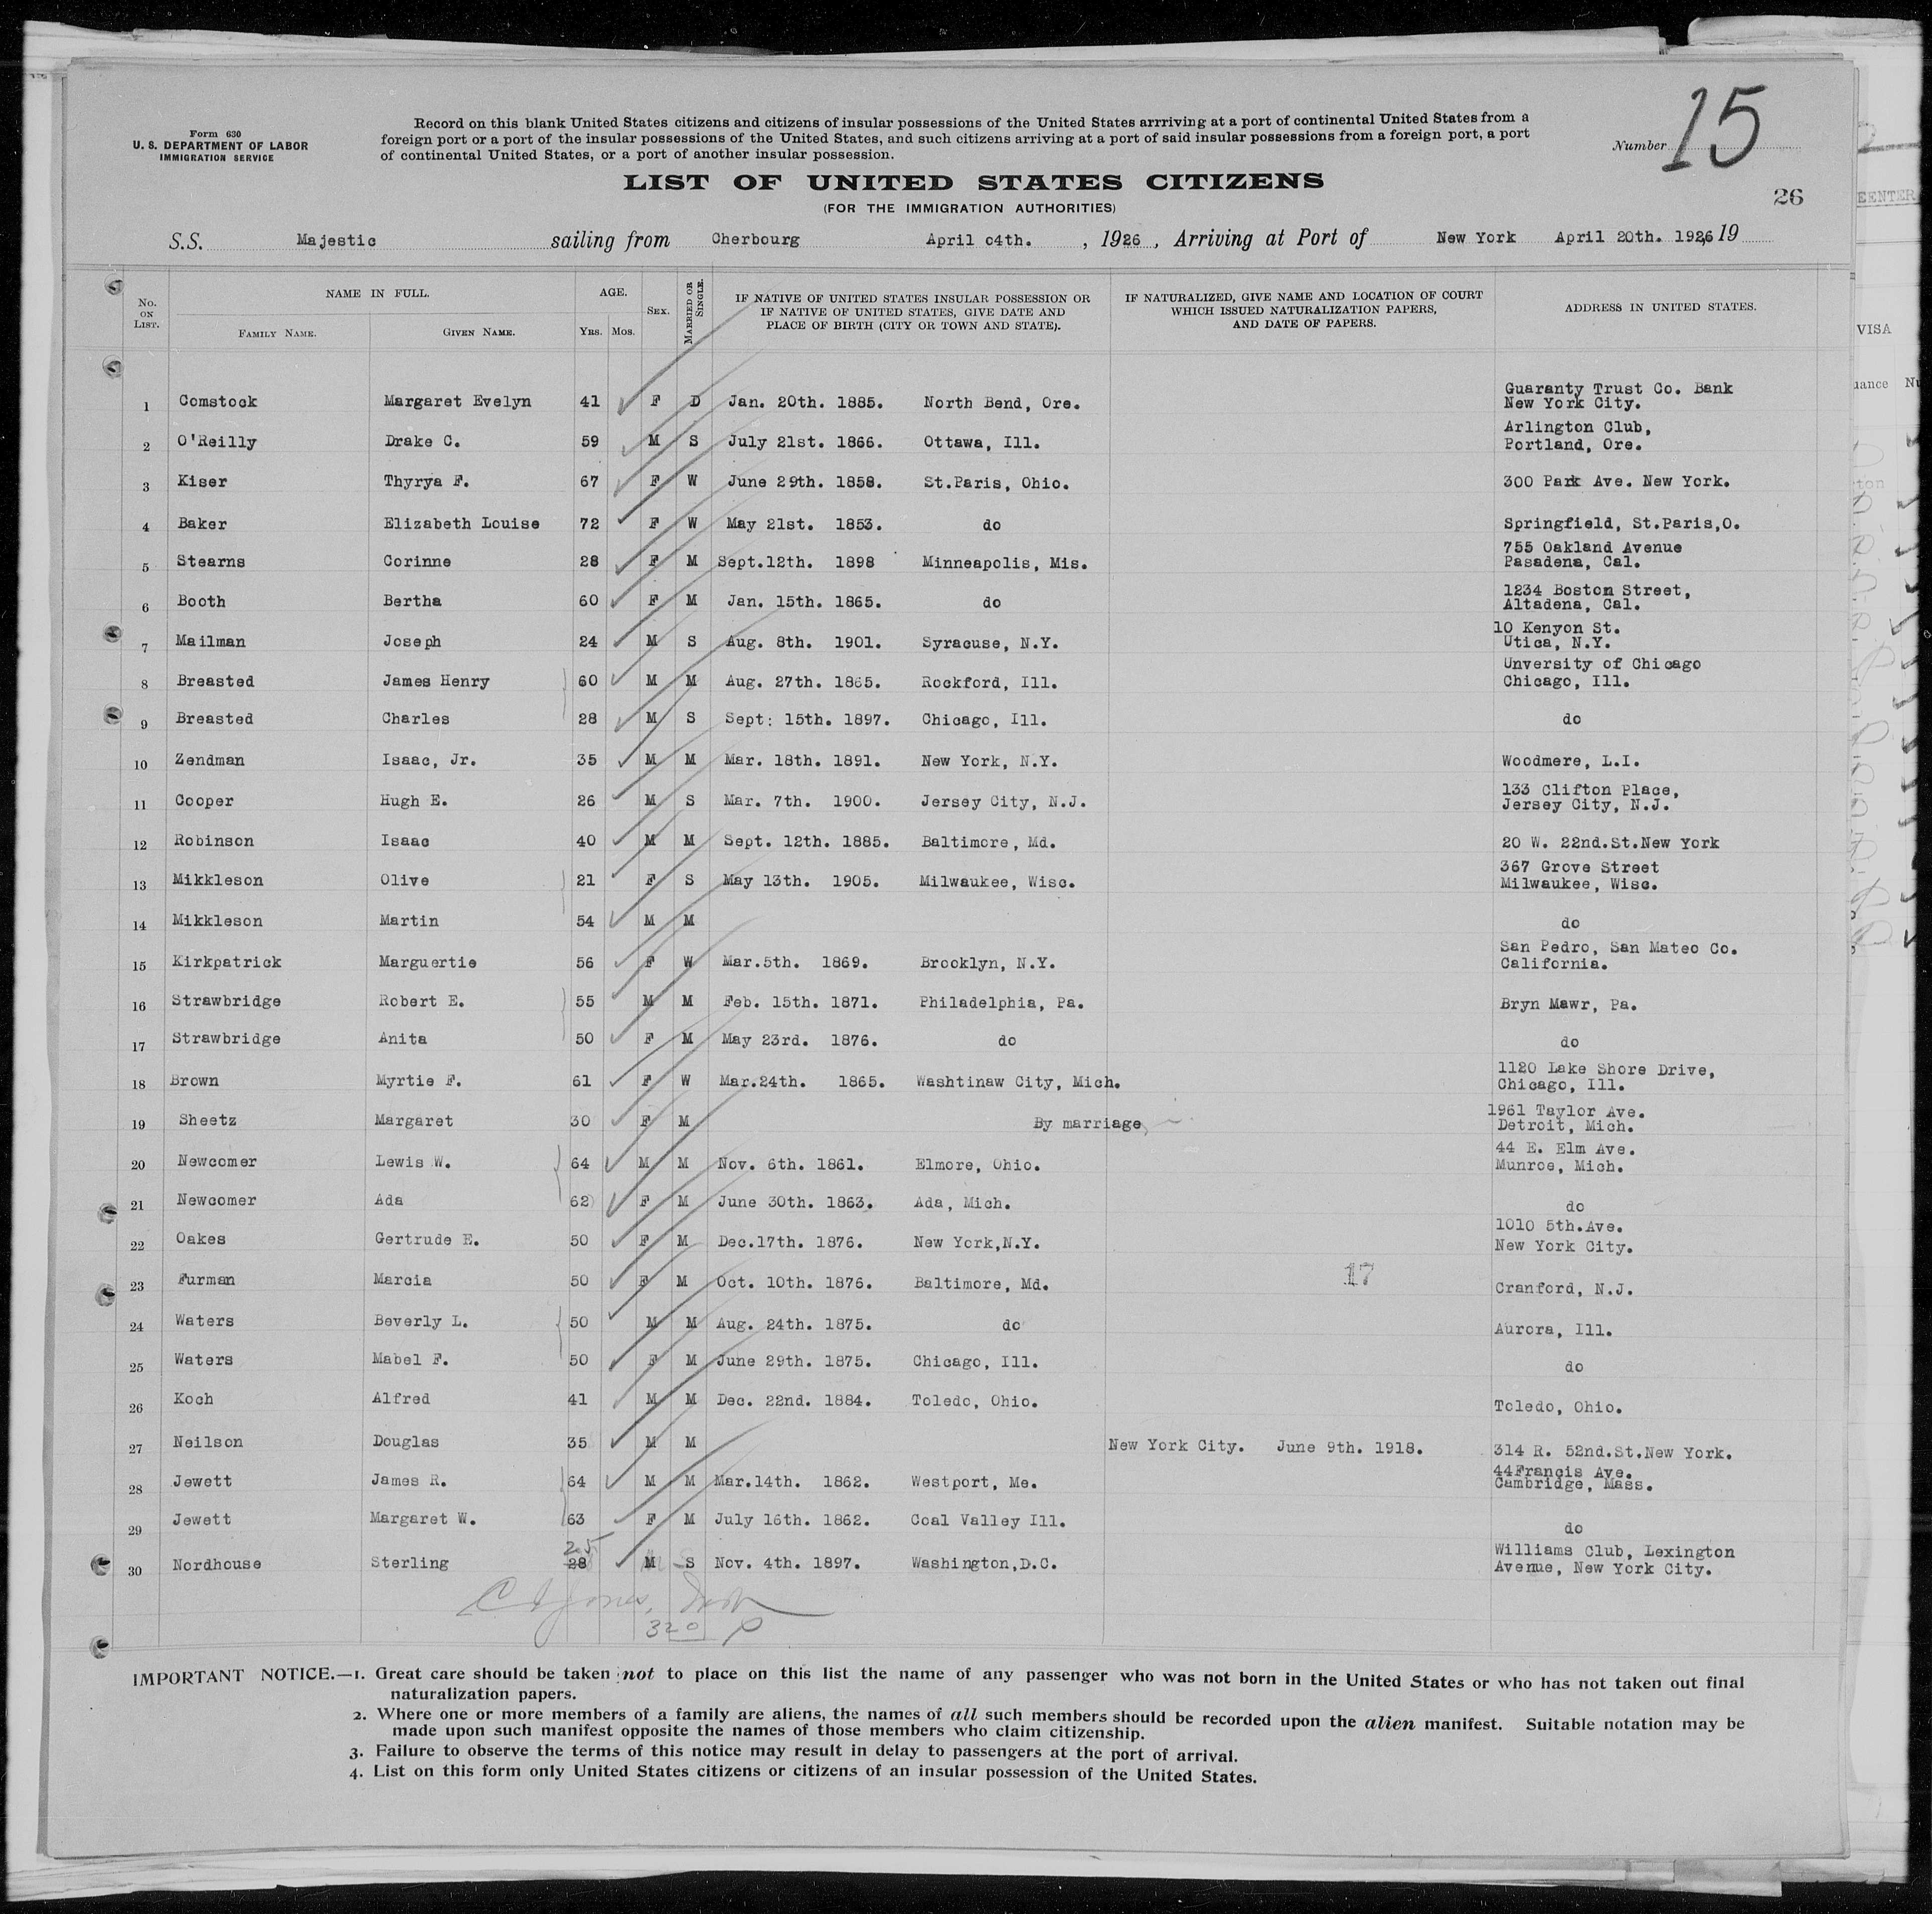 Form 630
U. S. DEPARTMENT OF LABOR
IMMIGRATION SERVICE
Record on this blank United States citizens and citizens of insular possessions of the United States arrriving at a port of continental United States from a
foreign port or a port of the insular possessions of the United States, and such citizens arriving at a port of said insular possessions from a foreign port, a port
of continental United States, or a port of another insular possession.
Number 15
LIST OF UNITED STATES CITIZENS
(FOR THE IMMIGRATION AUTHORITIES)
26
S.S. Majestic sailing from Cherbourg April 04th. , 1926 , Arriving at Port of New York April 20th. 1926 19
No. ON LIST.
NAME IN FULL.
FAMILY NAME. GIVEN NAME.
AGE.
YRS. MOS.
SEX.
MARRIED OR SINGLE.
IF NATIVE OF UNITED STATES INSULAR POSSESSION OR
IF NATIVE OF UNITED STATES, GIVE DATE AND
PLACE OF BIRTH (CITY OR TOWN AND STATE).
IF NATURALIZED, GIVE NAME AND LOCATION OF COURT
WHICH ISSUED NATURALIZATION PAPERS,
AND DATE OF PAPERS.
ADDRESS IN UNITED STATES.
VISA
1 Comstock Margaret Evelyn 41 F D Jan. 20th. 1885. North Bend, Ore. Guaranty Trust Co. Bank
New York City.
2 O'Reilly Drake C. 59 M S July 21st. 1866. Ottawa, Ill. Arlington Club,
Portland, Ore.
3 Kiser Thyrya F. 67 F W June 29th. 1858. St.Paris, Ohio. 300 Park Ave. New York.
4 Baker Elizabeth Louise 72 F W May 21st. 1853. do Springfield, St.Paris,O.
5 Stearns Corinne 28 F M Sept.12th. 1898 Minneapolis, Mis. 755 Oakland Avenue
Pasadena, Cal.
6 Booth Bertha 60 F M Jan. 15th. 1865. do 1234 Boston Street,
Altadena, Cal.
7 Mailman Joseph 24 M S Aug. 8th. 1901. Syracuse, N.Y. 10 Kenyon St.
Utica, N.Y.
8 Breasted James Henry 60 M M Aug. 27th. 1865. Rockford, Ill. Unversity of Chicago
Chicago, Ill.
9 Breasted Charles 28 M S Sept: 15th. 1897. Chicago, Ill. do
10 Zendman Isaac, Jr. 35 M M Mar. 18th. 1891. New York, N.Y. Woodmere, L.I.
11 Cooper Hugh E. 26 M S Mar. 7th. 1900. Jersey City, N.J. 133 Clifton Place,
Jersey City, N.J.
12 Robinson Isaac 40 M M Sept. 12th. 1885. Baltimore, Md. 20 W. 22nd.St.New York
13 Mikkleson Olive 21 F S May 13th. 1905. Milwaukee, Wisc. 367 Grove Street
Milwaukee, Wisc.
14 Mikkleson Martin 54 M M do
15 Kirkpatrick Marguertie 56 F W Mar.5th. 1869. Brooklyn, N.Y. San Pedro, San Mateo Co.
California.
16 Strawbridge Robert E. 55 M M Feb. 15th. 1871. Philadelphia, Pa. Bryn Mawr, Pa.
17 Strawbridge Anita 50 F M May 23rd. 1876. do do
18 Brown Myrtie F. 61 F W Mar.24th. 1865. Washtinaw City, Mich. 1120 Lake Shore Drive,
Chicago, Ill.
19 Sheetz Margaret 30 F M By marriage 1961 Taylor Ave.
Detroit, Mich.
20 Newcomer Lewis W. 64 M M Nov. 6th. 1861. Elmore, Ohio. 44 E. Elm Ave.
Munroe, Mich.
21 Newcomer Ada 62 F M June 30th. 1863. Ada, Mich. do
22 Oakes Gertrude E. 50 F M Dec.17th. 1876. New York,N.Y. 1010 5th.Ave.
New York City.
23 Furman Marcia 50 F M Oct. 10th. 1876. Baltimore, Md. 17 Cranford, N.J.
24 Waters Beverly L. 50 M M Aug. 24th. 1875. do Aurora, Ill.
25 Waters Mabel F. 50 F M June 29th. 1875. Chicago, Ill. do
26 Koch Alfred 41 M M Dec. 22nd. 1884. Toledo, Ohio. Toledo, Ohio.
27 Neilson Douglas 35 M M New York City. June 9th. 1918. 314 R. 52nd.St.New York.
28 Jewett James R. 64 M M Mar.14th. 1862. Westport, Me. 44Francis Ave.
Cambridge, Mass.
29 Jewett Margaret W. 63 F M July 16th. 1862. Coal Valley Ill. do
25
30 Nordhouse Sterling 28 M S Nov. 4th. 1897. Washington,D.C. Williams Club, Lexington
Avenue, New York City.
320
IMPORTANT NOTICE.—1. Great care should be taken not to place on this list the name of any passenger who was not born in the United States or who has not taken out final
naturalization papers.
2. Where one or more members of a family are aliens, the names of all such members should be recorded upon the alien manifest. Suitable notation may be
made upon such manifest opposite the names of those members who claim citizenship.
3. Failure to observe the terms of this notice may result in delay to passengers at the port of arrival.
4. List on this form only United States citizens or citizens of an insular possession of the United States.